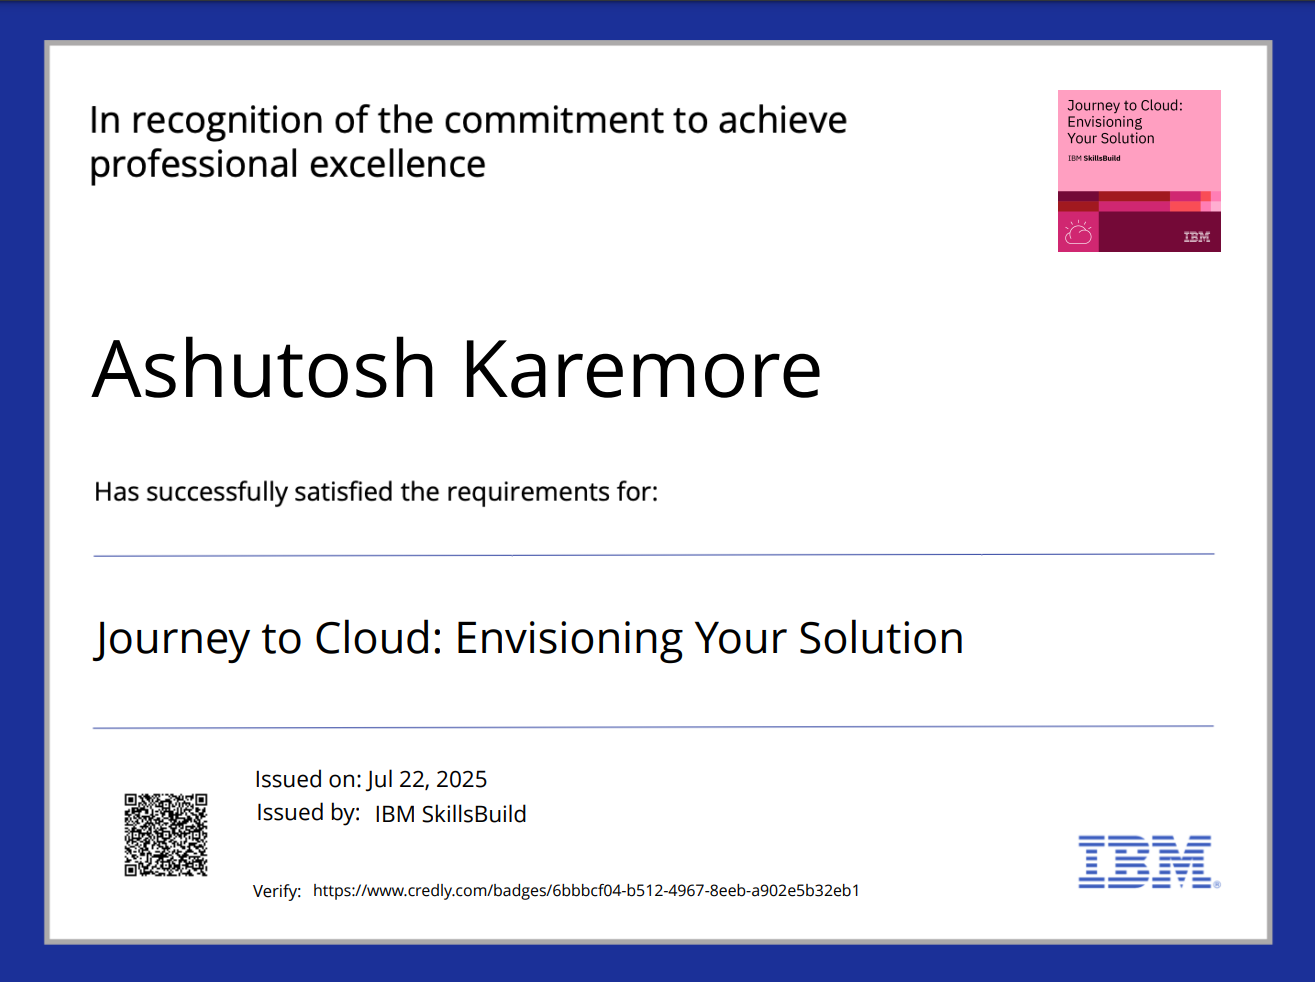 In recognition of the commitment to achieve
professional excellence
Journey to Cloud:
Envisioning
Your Solution
IBM SkillsBuild
IBM
Ashutosh Karemore
Has successfully satisfied the requirements for:
Journey to Cloud: Envisioning Your Solution
Issued on: Jul 22, 2025
Issued by: IBM SkillsBuild
Verify: https://www.credly.com/badges/6bbbcf04-b512-4967-8eeb-a902e5b32eb1
IBM®